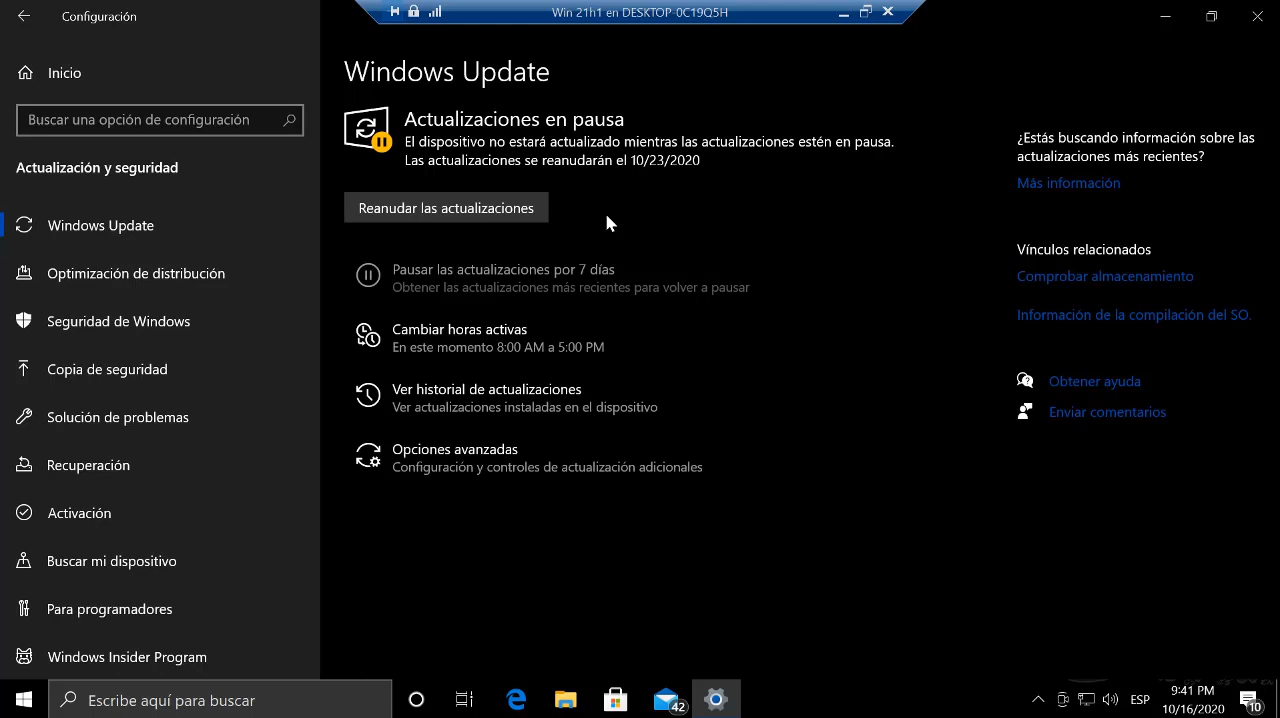 Configuración
Win 21h1 en DESKTOP-0C19Q5H
Inicio
Buscar una opción de configuración
Actualización y seguridad
Windows Update
Optimización de distribución
Seguridad de Windows
Copia de seguridad
Solución de problemas
Recuperación
Activación
Buscar mi dispositivo
Para programadores
Windows Insider Program
Windows Update
Actualizaciones en pausa
El dispositivo no estará actualizado mientras las actualizaciones estén en pausa.
Las actualizaciones se reanudarán el 10/23/2020
Reanudar las actualizaciones
Pausar las actualizaciones por 7 días
Obtener las actualizaciones más recientes para volver a pausar
Cambiar horas activas
En este momento 8:00 AM a 5:00 PM
Ver historial de actualizaciones
Ver actualizaciones instaladas en el dispositivo
Opciones avanzadas
Configuración y controles de actualización adicionales
¿Estás buscando información sobre las
actualizaciones más recientes?
Más información
Vínculos relacionados
Comprobar almacenamiento
Información de la compilación del SO.
Obtener ayuda
Enviar comentarios
Escribe aquí para buscar
42
ESP
9:41 PM
10/16/2020
10